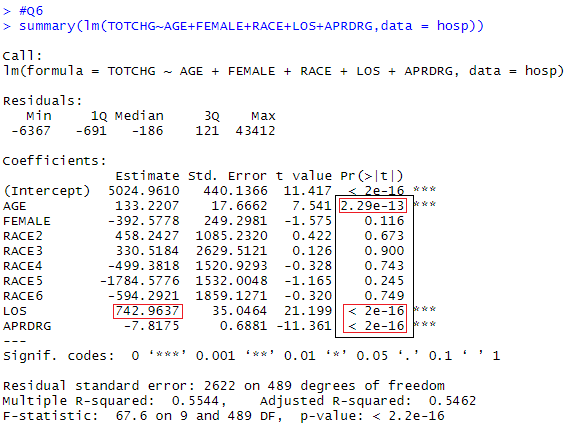 > #Q6
> summary(lm(TOTCHG~AGE+FEMALE+RACE+LOS+APRDRG,data = hosp))
Call:
lm(formula = TOTCHG ~ AGE + FEMALE + RACE + LOS + APRDRG, data = hosp)
Residuals:
Min 1Q Median 3Q Max
-6367 -691 -186 121 43412
Coefficients:
Estimate Std. Error t value Pr(>|t|)
(Intercept) 5024.9610 440.1366 11.417 < 2e-16 ***
AGE 133.2207 17.6662 7.541 2.29e-13 ***
FEMALE -392.5778 249.2981 -1.575 0.116
RACE2 458.2427 1085.2320 0.422 0.673
RACE3 330.5184 2629.5121 0.126 0.900
RACE4 -499.3818 1520.9293 -0.328 0.743
RACE5 -1784.5776 1532.0048 -1.165 0.245
RACE6 -594.2921 1859.1271 -0.320 0.749
LOS 742.9637 35.0464 21.199 < 2e-16 ***
APRDRG -7.8175 0.6881 -11.361 < 2e-16 ***
---
Signif. codes: 0 ‘***’ 0.001 ‘**’ 0.01 ‘*’ 0.05 ‘.’ 0.1 ‘ ’ 1
Residual standard error: 2622 on 489 degrees of freedom
Multiple R-squared: 0.5544, Adjusted R-squared: 0.5462
F-statistic: 67.6 on 9 and 489 DF, p-value: < 2.2e-16